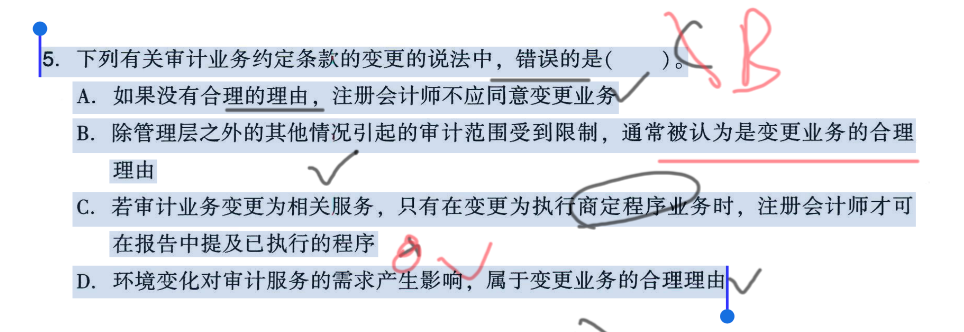 5. 下列有关审计业务约定条款的变更的说法中，错误的是(　　)。 C B
A. 如果没有合理的理由，注册会计师不应同意变更业务
B. 除管理层之外的其他情况引起的审计范围受到限制，通常被认为是变更业务的合理
理由
C. 若审计业务变更为相关服务，只有在变更为执行商定程序业务时，注册会计师才可
在报告中提及已执行的程序
D. 环境变化对审计服务的需求产生影响，属于变更业务的合理理由